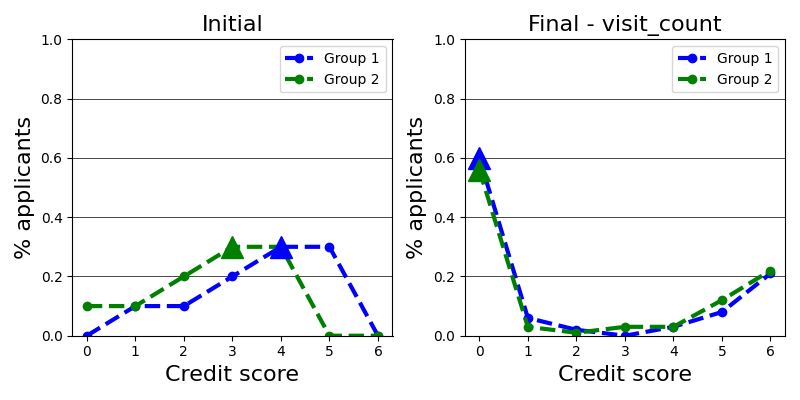 Initial
1.0
0.8
0.6
0.4
0.2
0.0
% applicants
0 1 2 3 4 5 6
Credit score
Group 1
Group 2
Final - visit_count
1.0
0.8
0.6
0.4
0.2
0.0
% applicants
0 1 2 3 4 5 6
Credit score
Group 1
Group 2